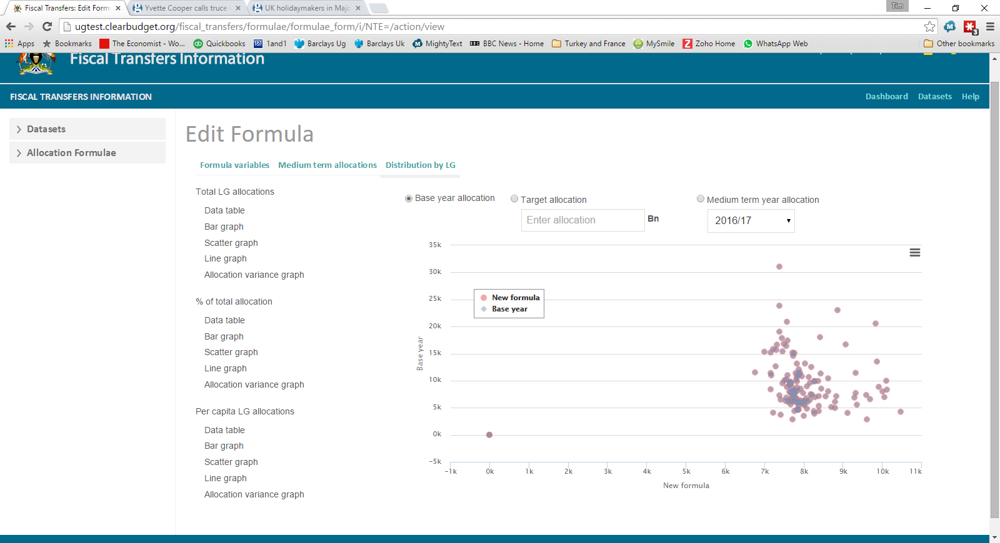 Fiscal Transfers: Edit Form
Yvette Cooper calls truce
UK holidaymakers in Majo
Tim
ugtest.clearbudget.org/fiscal_transfers/formulae/formulae_form/i/NTE=/action/view
3
Apps
Bookmarks
The Economist - Wo...
Quickbooks
1and1
Barclays Ug
Barclays Uk
MightyText
BBC News - Home
Turkey and France
MySmile
Zoho Home
WhatsApp Web
Other bookmarks
Fiscal Transfers Information
FISCAL TRANSFERS INFORMATION
Dashboard Datasets Help
Datasets
Allocation Formulae
Edit Formula
Formula variables Medium term allocations Distribution by LG
Total LG allocations
Data table
Bar graph
Scatter graph
Line graph
Allocation variance graph
% of total allocation
Data table
Bar graph
Scatter graph
Line graph
Allocation variance graph
Per capita LG allocations
Data table
Bar graph
Scatter graph
Line graph
Allocation variance graph
Base year allocation
Target allocation
Enter allocation Bn
Medium term year allocation
2016/17
35k
30k
25k
20k
15k
10k
5k
0k
-5k
Base year
New formula
Base year
-1k 0k 1k 2k 3k 4k 5k 6k 7k 8k 9k 10k 11k
New formula